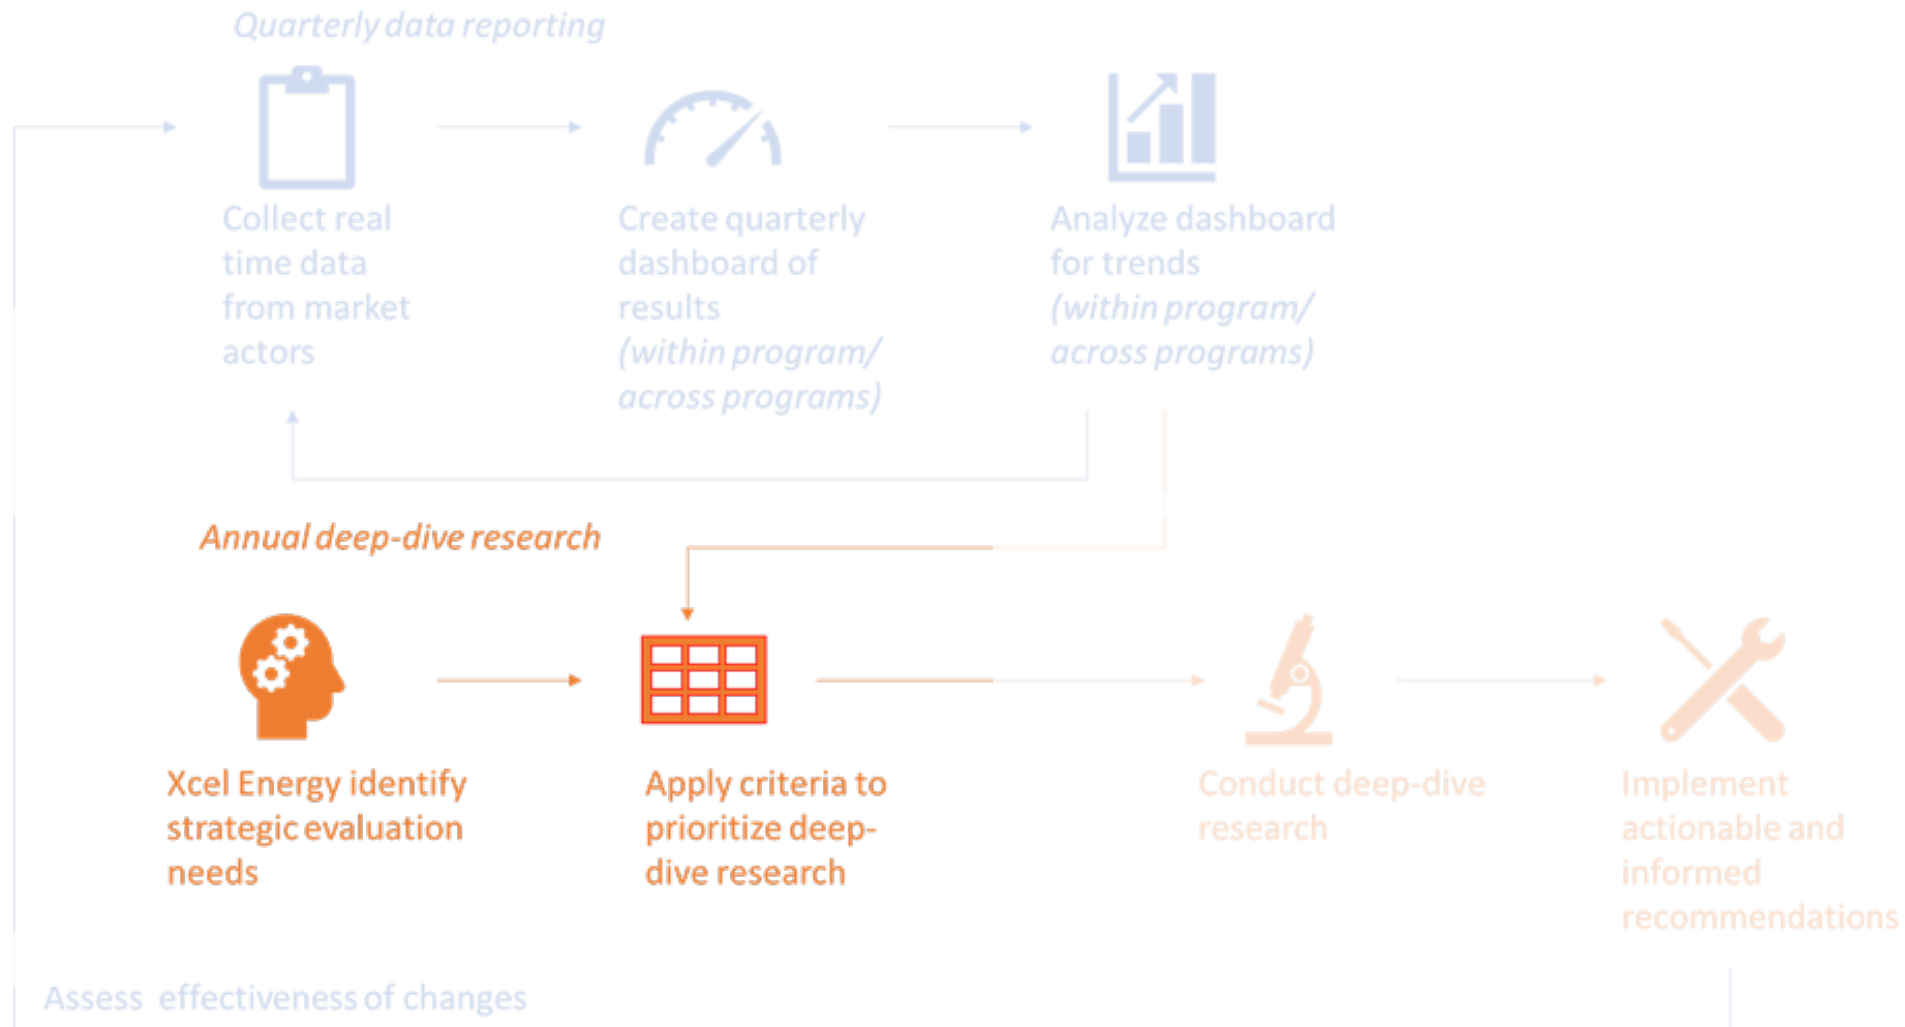 Quarterly data reporting
Collect real
time data
from market
actors
Create quarterly
dashboard of
results
(within program/
across programs)
Analyze dashboard
for trends
(within program/
across programs)
Annual deep-dive research
Xcel Energy identify
strategic evaluation
needs
Apply criteria to
prioritize deep-
dive research
Conduct deep-dive
research
Implement
actionable and
informed
recommendations
Assess effectiveness of changes